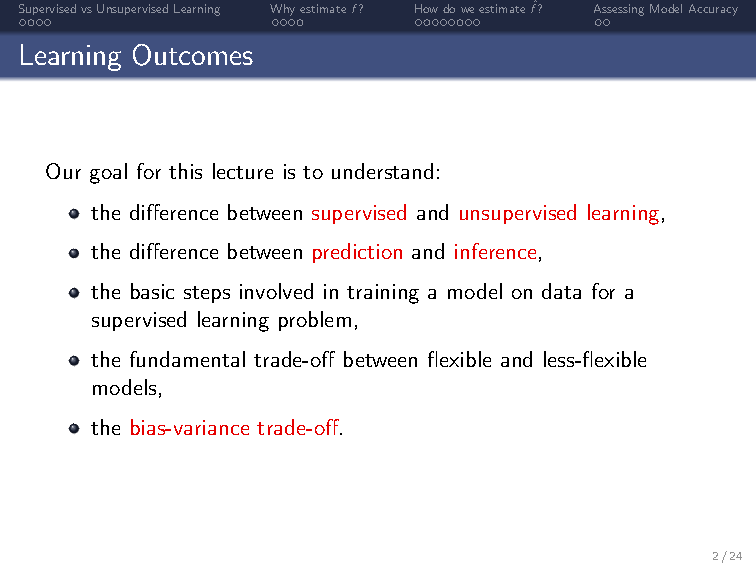 Supervised vs Unsupervised Learning Why estimate f? How do we estimate f̂? Assessing Model Accuracy
Learning Outcomes
Our goal for this lecture is to understand:
the difference between supervised and unsupervised learning,
the difference between prediction and inference,
the basic steps involved in training a model on data for a
supervised learning problem,
the fundamental trade-off between flexible and less-flexible
models,
the bias-variance trade-off.
2 / 24